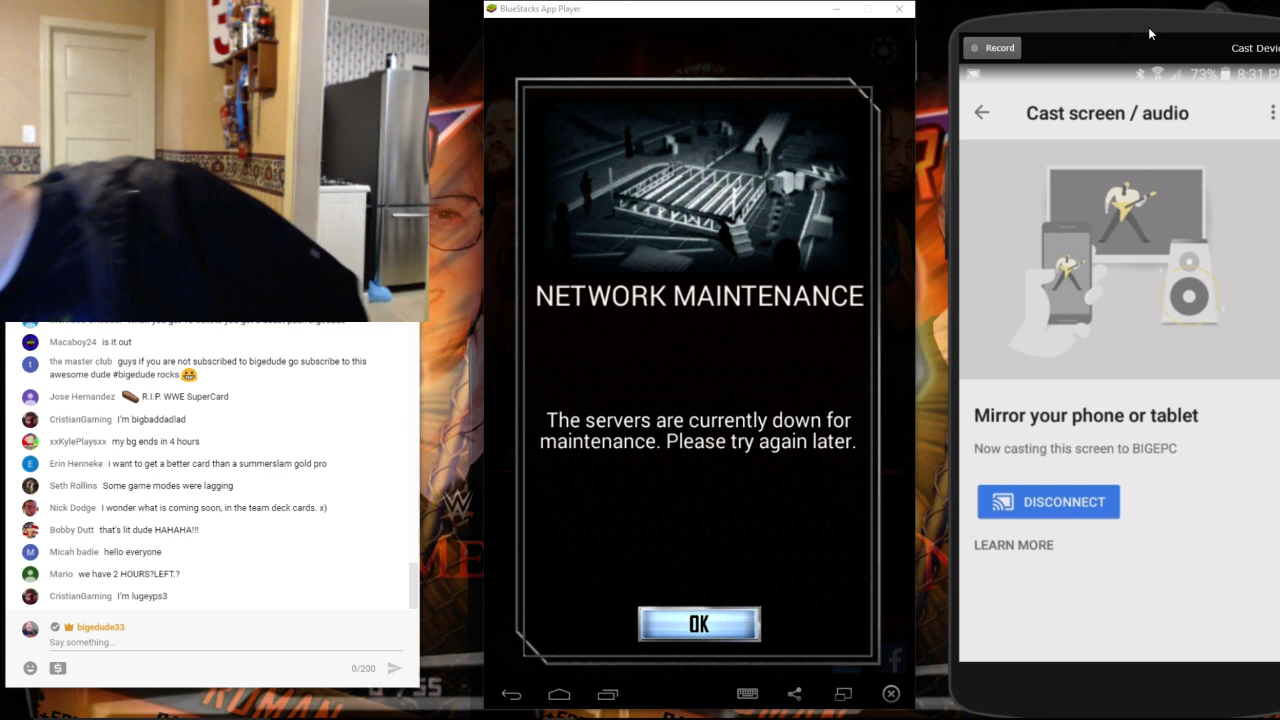 BlueStacks App Player
Macaboy24 is it out
the master club guys if you are not subscribed to bigedude go subscribe to this
awesome dude #bigedude rocks
Jose Hernandez R.I.P. WWE SuperCard
CristianGaming I'm bigbaddadlad
xxKylePlaysxx my bg ends in 4 hours
Erin Henneke i want to get a better card than a summerslam gold pro
Seth Rollins Some game modes were lagging
Nick Dodge I wonder what is coming soon, in the team deck cards. x)
Bobby Dutt that's lit dude HAHAHA!!!
Micah badie hello everyone
Mario we have 2 HOURS?LEFT.?
CristianGaming I'm lugeyps3
bigedude33
Say something...
0/200
NETWORK MAINTENANCE
The servers are currently down for
maintenance. Please try again later.
OK
Record
Cast
73% 8:31
Cast screen / audio
Mirror your phone or tablet
Now casting this screen to BIGEPC
DISCONNECT
LEARN MORE
ROMAN